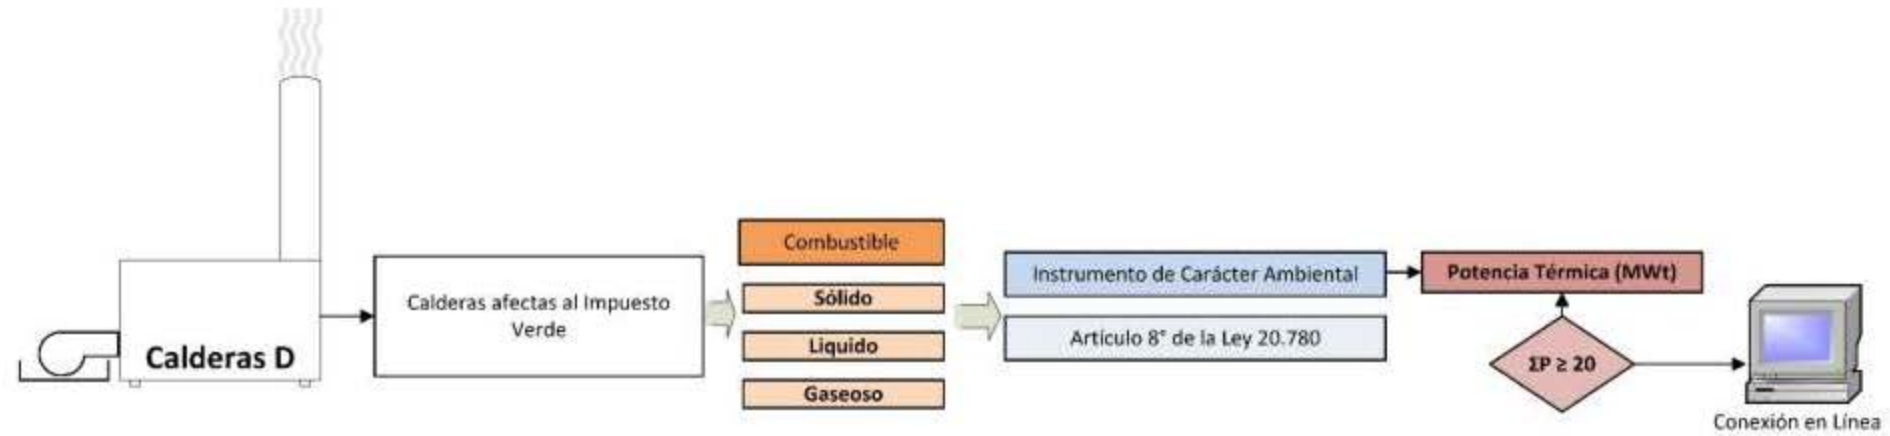 Calderas D
Calderas afectas al Impuesto
Verde
Combustible
Sólido
Liquido
Gaseoso
Instrumento de Carácter Ambiental
Artículo 8° de la Ley 20.780
Potencia Térmica (MWt)
ΣP ≥ 20
Conexión en Línea